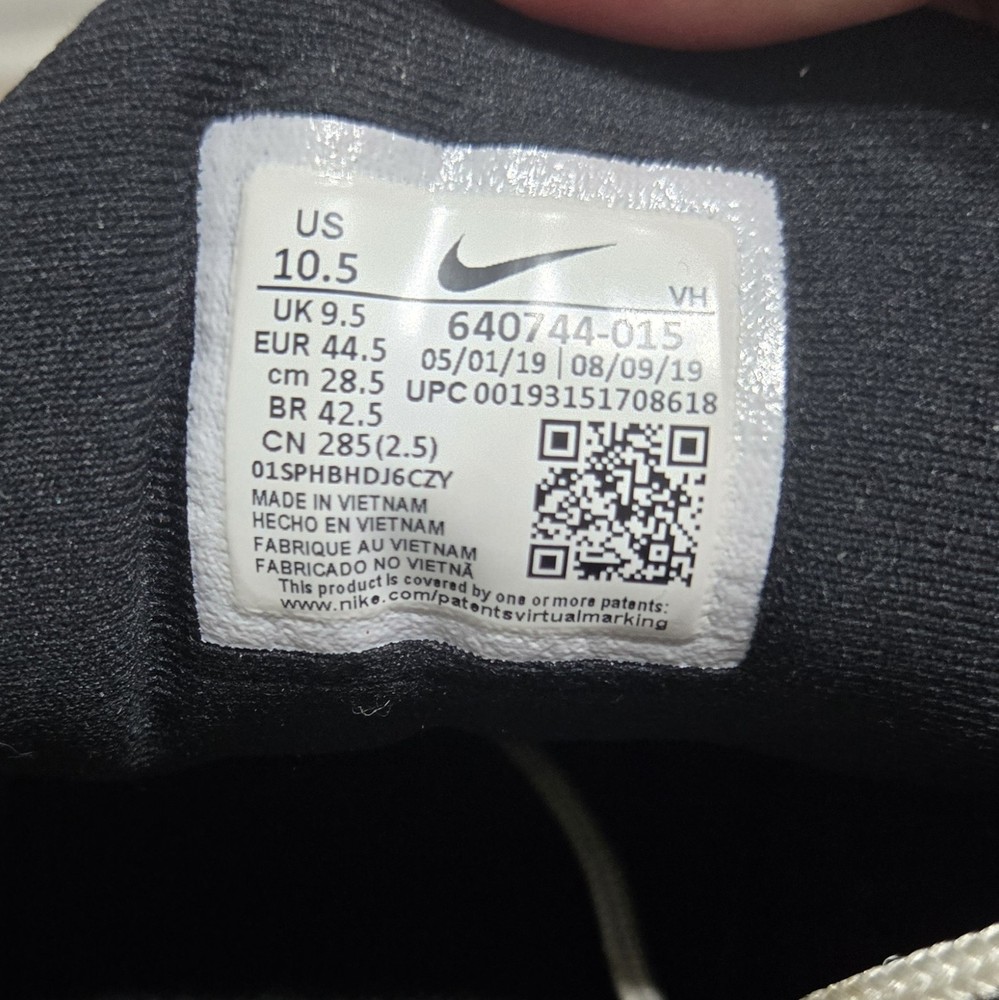 US
10.5
VH
UK 9.5
640744-015
EUR 44.5
05/01/19 | 08/09/19
cm 28.5
UPC 00193151708618
BR 42.5
CN 285(2.5)
01SPHBHDJ6CZY
MADE IN VIETNAM
HECHO EN VIETNAM
FABRIQUE AU VIETNAM
FABRICADO NO VIETNÃ
This product is covered by one or more patents:
www.nike.com/patentsvirtualmarking